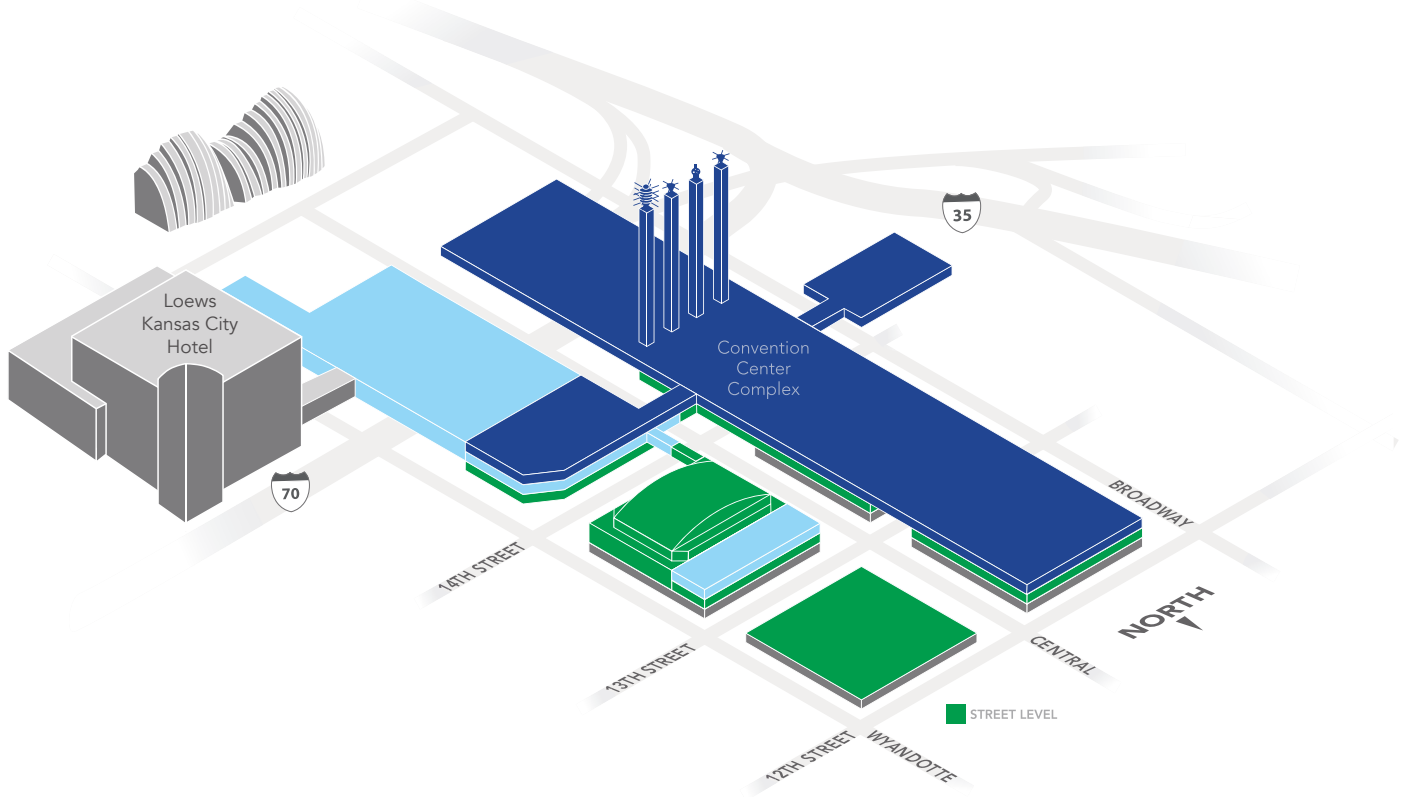 35
Loews
Kansas City
Hotel
Convention
Center
Complex
70
BROADWAY
14TH STREET
NORTH
13TH STREET
CENTRAL
STREET LEVEL
12TH STREET
WYANDOTTE